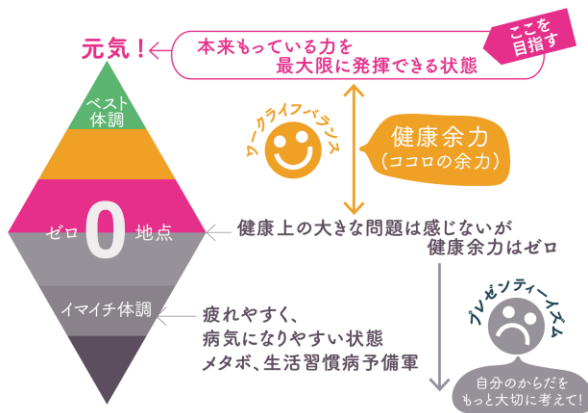 ここを
目指す
元気！
本来もっている力を
最大限に発揮できる状態
ベスト
体調
ワークライフバランス
健康余力
（ココロの余力）
ゼロ 0 地点
健康上の大きな問題は感じないが
健康余力はゼロ
イマイチ体調
疲れやすく、
病気になりやすい状態
メタボ、生活習慣病予備軍
プレゼンティーイズム
自分のからだを
もっと大切に考えて！